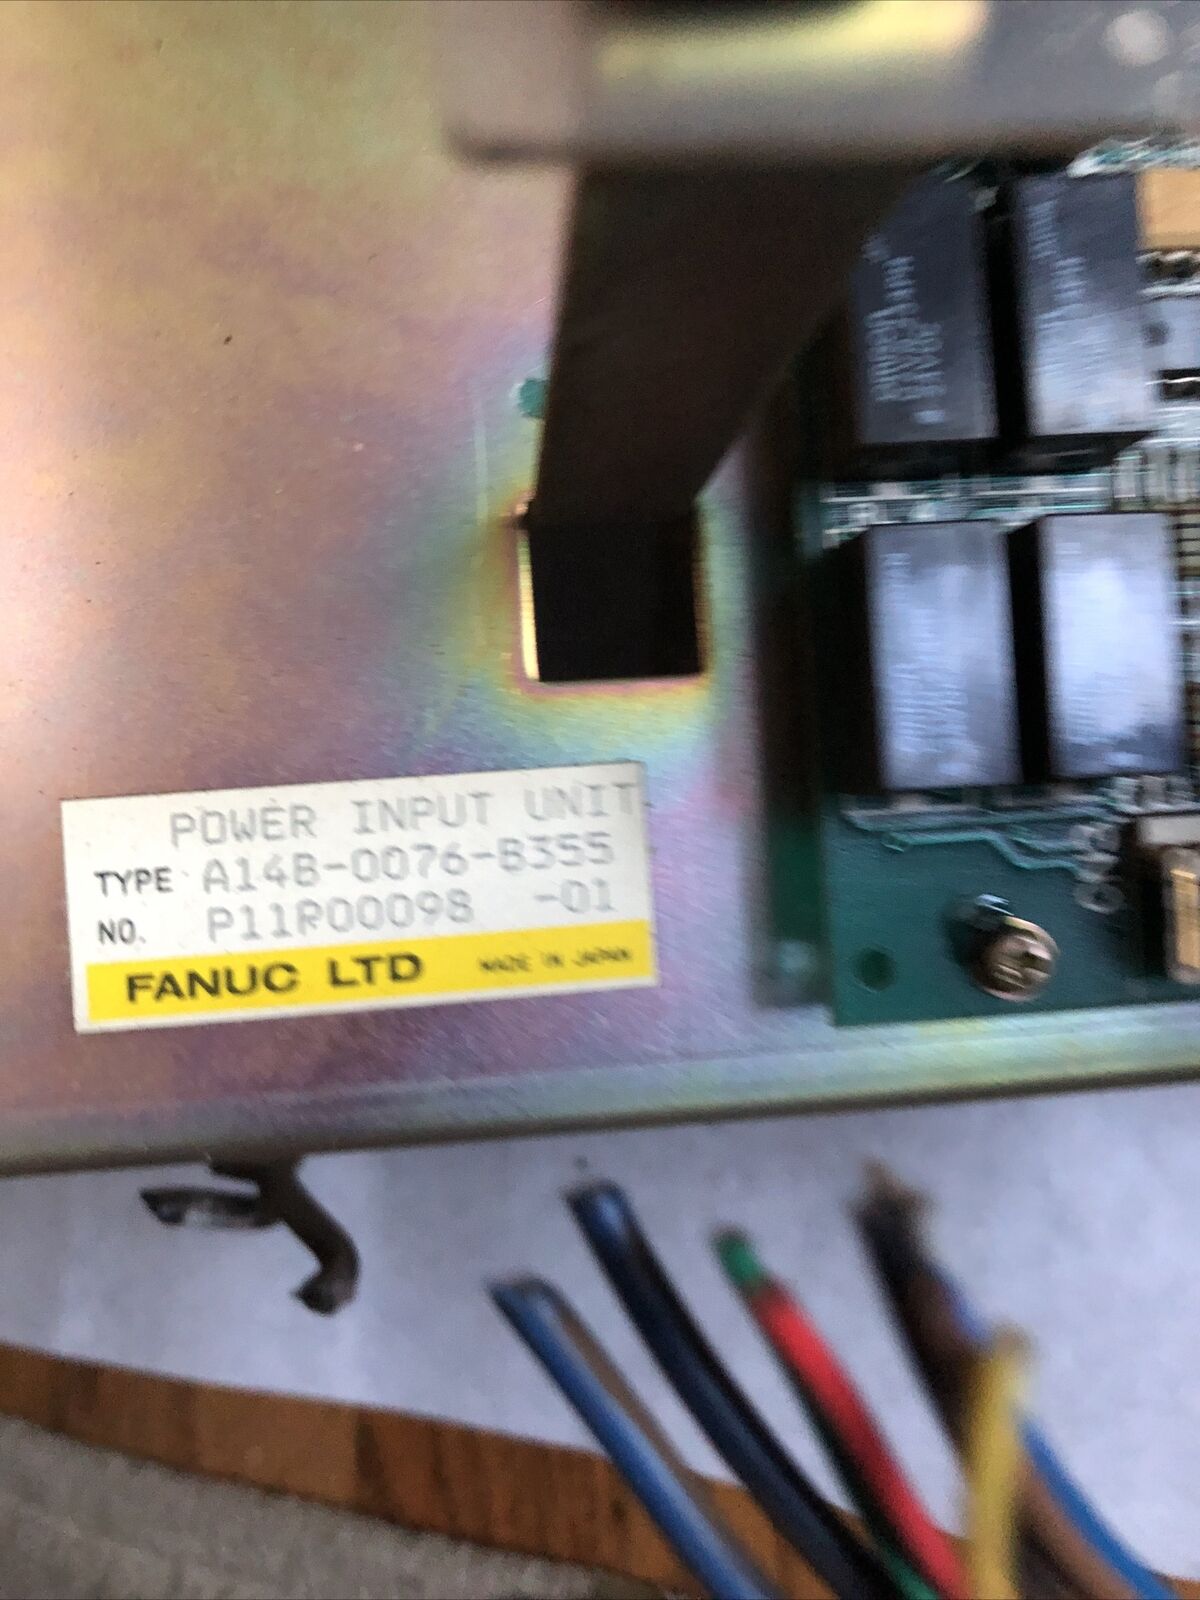 POWER INPUT UNIT
TYPE A14B-0076-B355
NO. P11R00098 -01
FANUC LTD MADE IN JAPAN